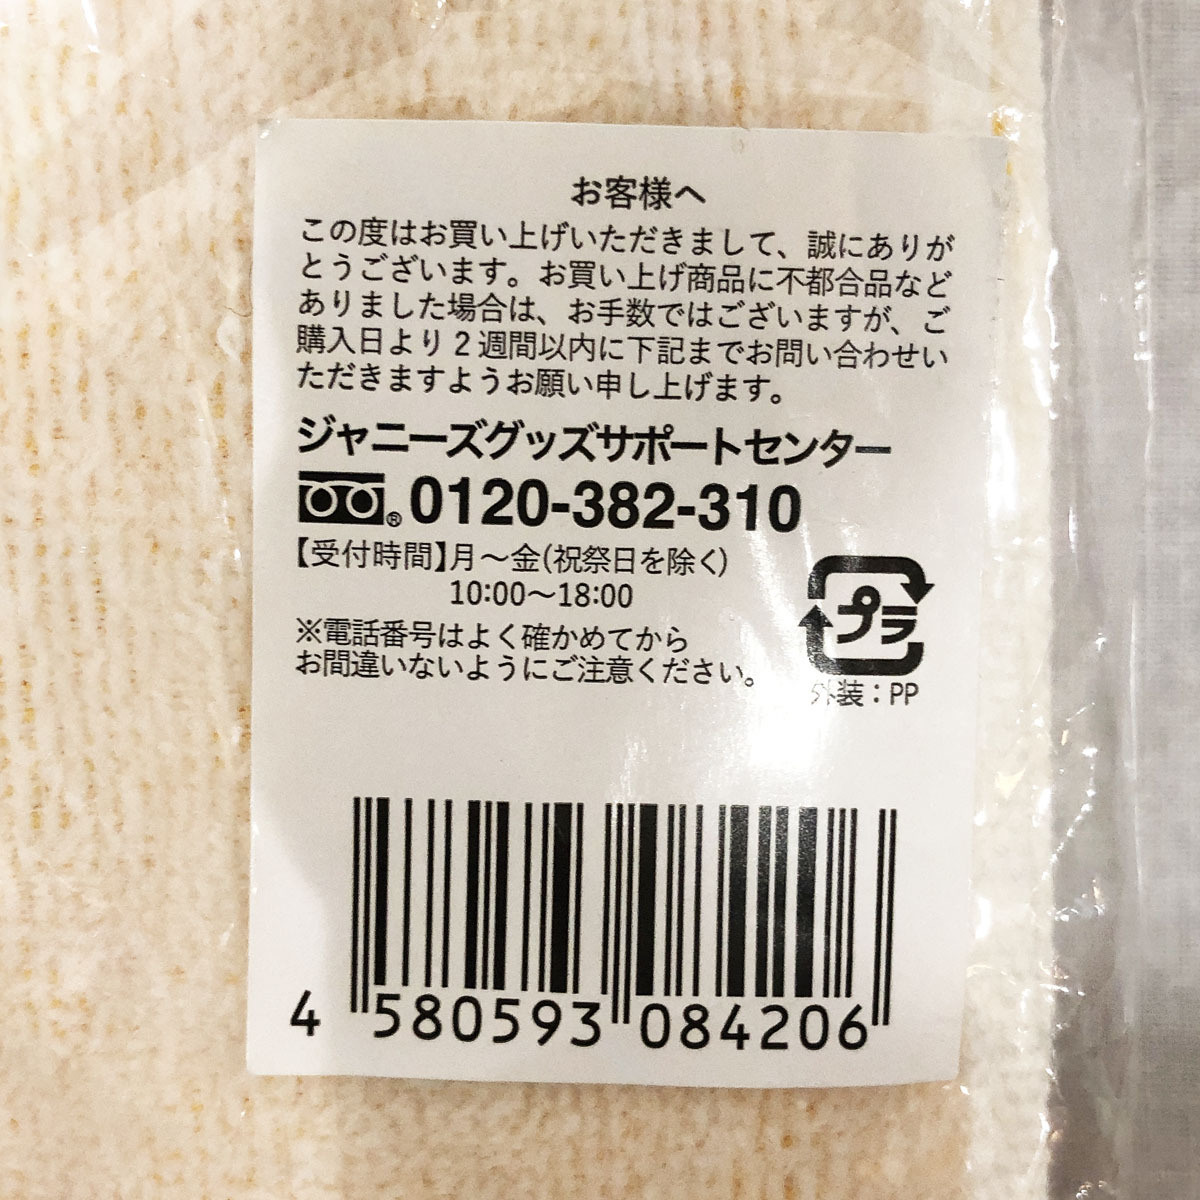 お客様へ
この度はお買い上げいただきまして、誠にありが
とうございます。お買い上げ商品に不都合品など
ありました場合は、お手数ではございますが、ご
購入日より2週間以内に下記までお問い合わせい
ただきますようお願い申し上げます。
ジャニーズグッズサポートセンター
® 0120-382-310
【受付時間】月〜金(祝祭日を除く)
10:00〜18:00
※電話番号はよく確かめてから
お間違いないようにご注意ください。
プラ
外装：PP
4 580593 084206